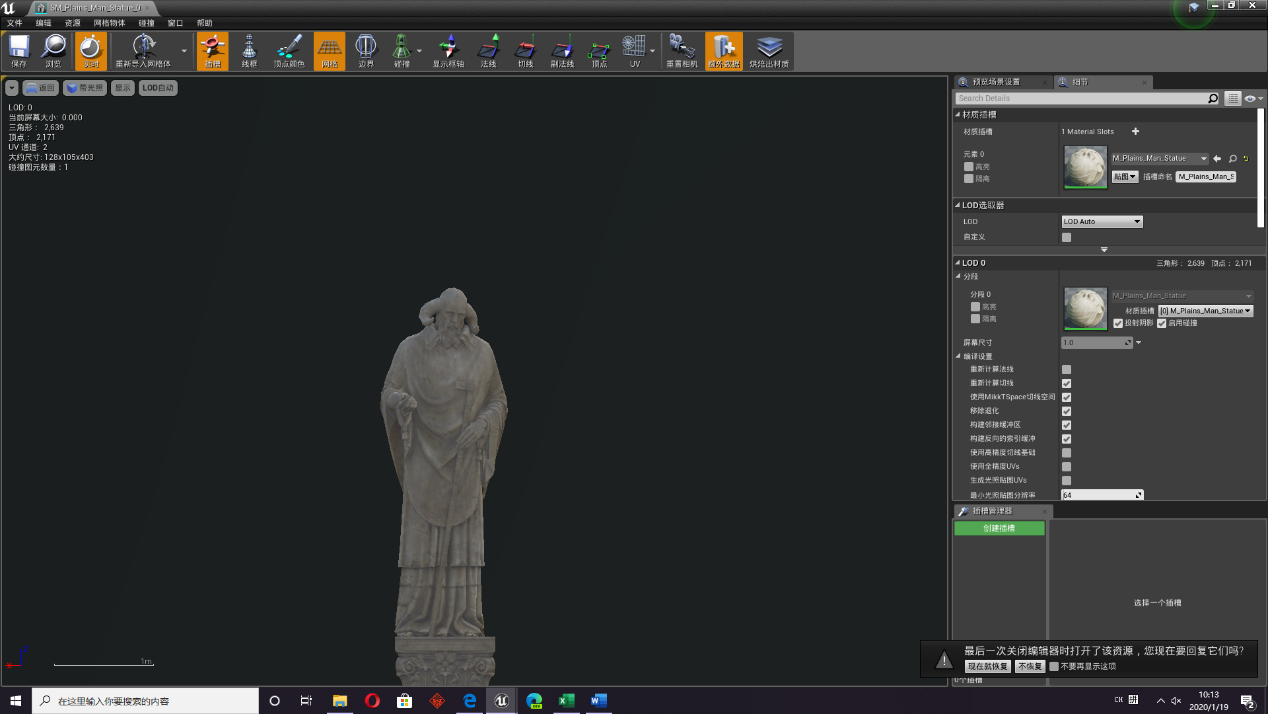 SM_Plains_Man_Statue_0
文件 编辑 资源 网格物体 碰撞 窗口 帮助
保存 浏览 实时 重新导入网格体 插槽 线框 顶点颜色 网格 边界 碰撞 显示枢轴 法线 切线 副法线 顶点 UV 重置相机 额外数据 烘焙出材质
返回 带光照 显示 LOD自动
LOD: 0
当前屏幕大小: 0.000
三角形: 2,639
顶点: 2,171
UV 通道: 2
大约尺寸: 128x105x403
碰撞图元数量: 1
1m
预览场景设置 细节
Search Details
材质插槽
材质插槽 1 Material Slots
元素 0
高亮
隔离
M_Plains_Man_Statue
贴图 插槽命名 M_Plains_Man_S
LOD选取器
LOD LOD Auto
自定义
LOD 0 三角形: 2,639 顶点: 2,171
分段
分段 0
高亮
隔离
M_Plains_Man_Statue
材质插槽 [0] M_Plains_Man_Statue
投射阴影 启用碰撞
屏幕尺寸 1.0
编译设置
重新计算法线
重新计算切线
使用MikkTSpace切线空间
移除退化
构建邻接缓冲区
构建反向的索引缓冲
使用高精度切线基础
使用全精度UVs
生成光照贴图UVs
最小光照贴图分辨率 64
插槽管理器
创建插槽
选择一个插槽
最后一次关闭编辑器时打开了该资源，您现在要回复它们吗?
现在就恢复 不恢复 不要再显示这项
0个插槽
在这里输入你要搜索的内容
10:13
2020/1/19
2